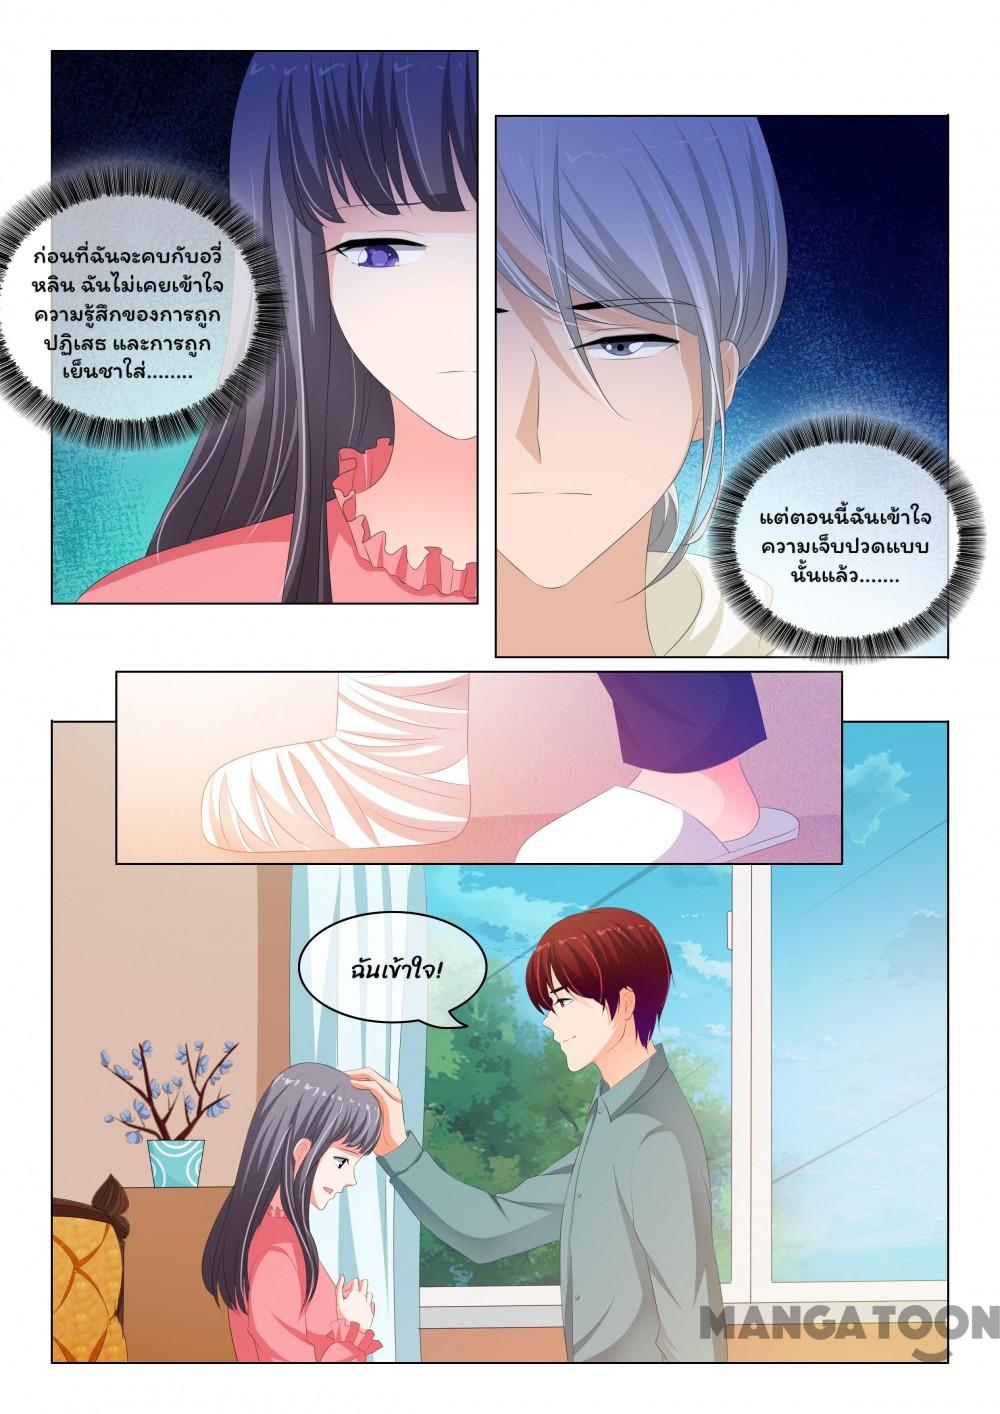 ก่อนที่ฉันจะคบกับอวี่
หลิน ฉันไม่เคยเข้าใจ
ความรู้สึกของการถูก
ปฏิเสธ และการถูก
เย็นชาใส่........
แต่ตอนนี้ฉันเข้าใจ
ความเจ็บปวดแบบ
นั้นแล้ว.......
ฉันเข้าใจ!
MANGATOON